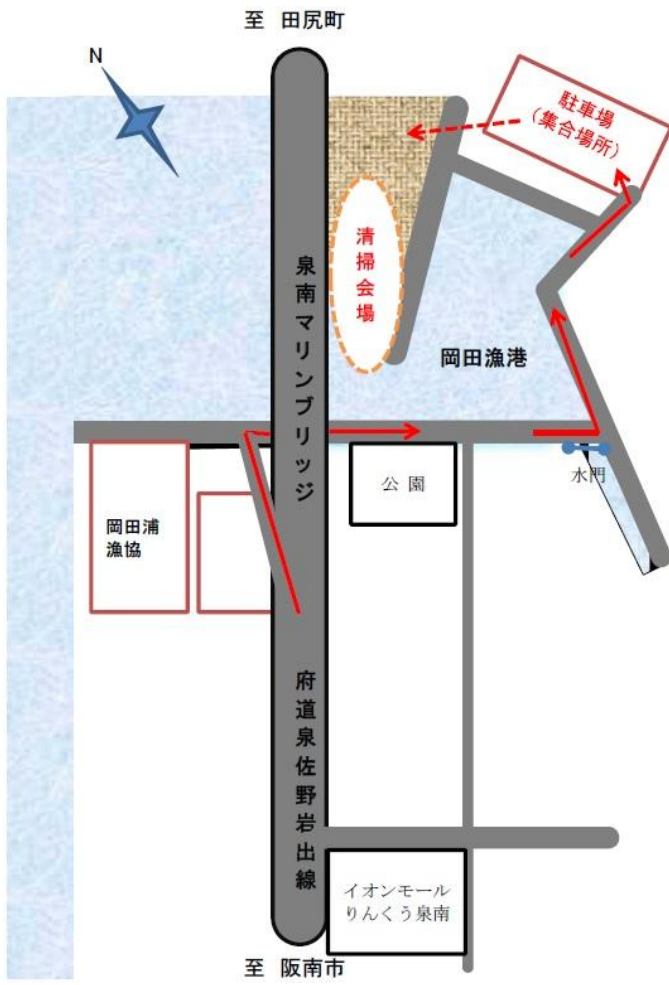 至 田尻町
N
駐車場
（集合場所）
清掃会場
泉南マリンブリッジ
岡田漁港
公 園
水門
岡田浦
漁協
府道泉佐野岩出線
イオンモール
りんくう泉南
至 阪南市